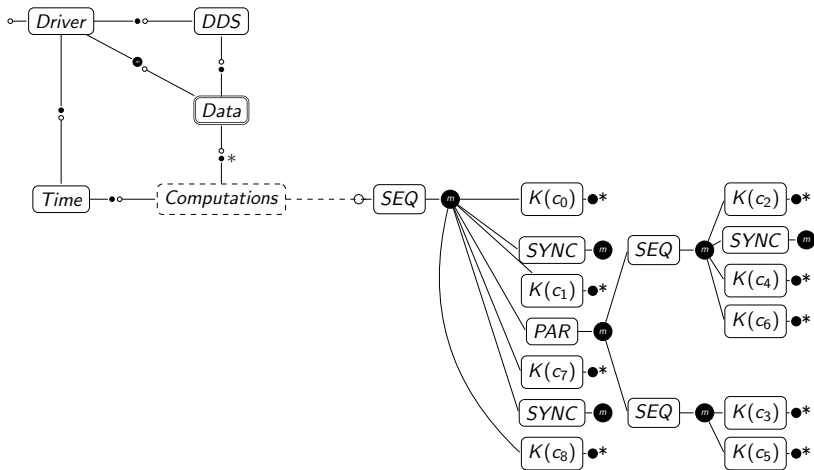 Driver DDS
Data *
Time Computations SEQ m
K(c₀) *
SYNC m
K(c₁) *
PAR m
K(c₇) *
SYNC m
K(c₈) *
SEQ m
K(c₂) *
SYNC m
K(c₄) *
K(c₆) *
SEQ m
K(c₃) *
K(c₅) *